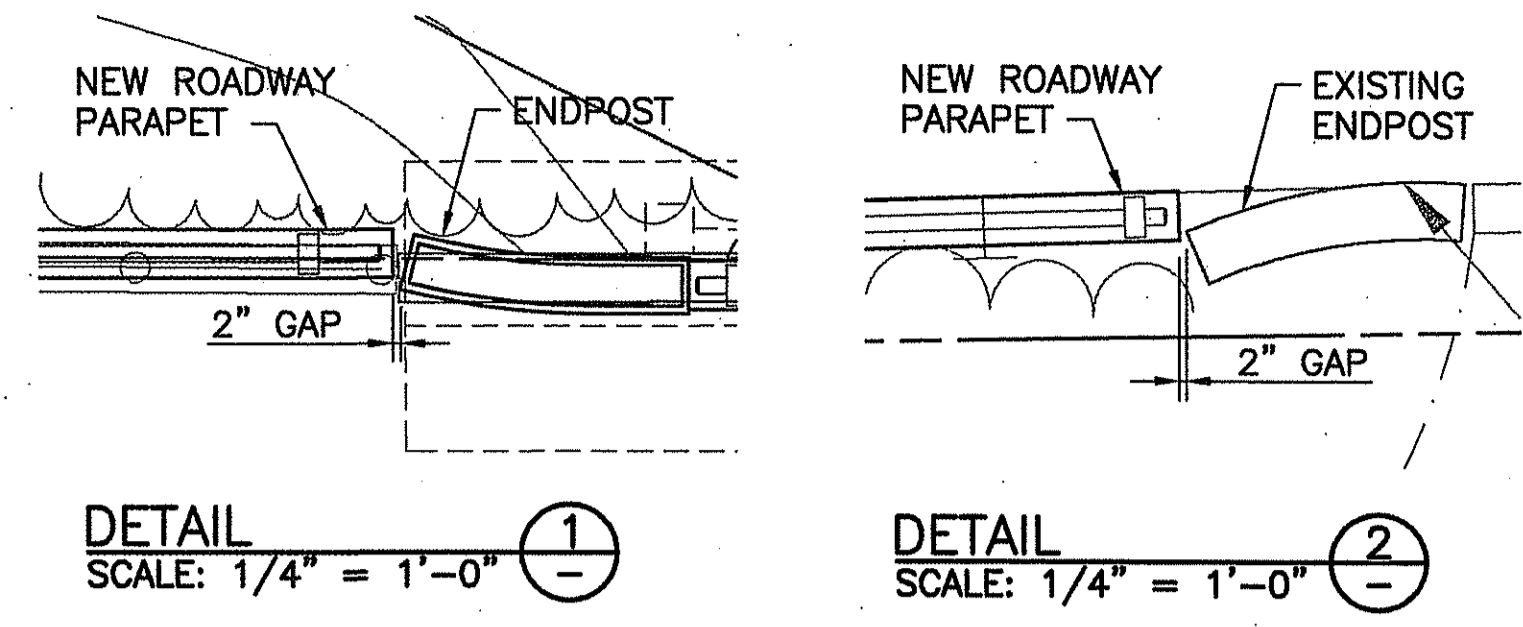 NEW ROADWAY
PARAPET
ENDPOST
2" GAP
DETAIL
SCALE: 1/4" = 1'-0"
1
-
NEW ROADWAY
PARAPET
EXISTING
ENDPOST
2" GAP
DETAIL
SCALE: 1/4" = 1'-0"
2
-